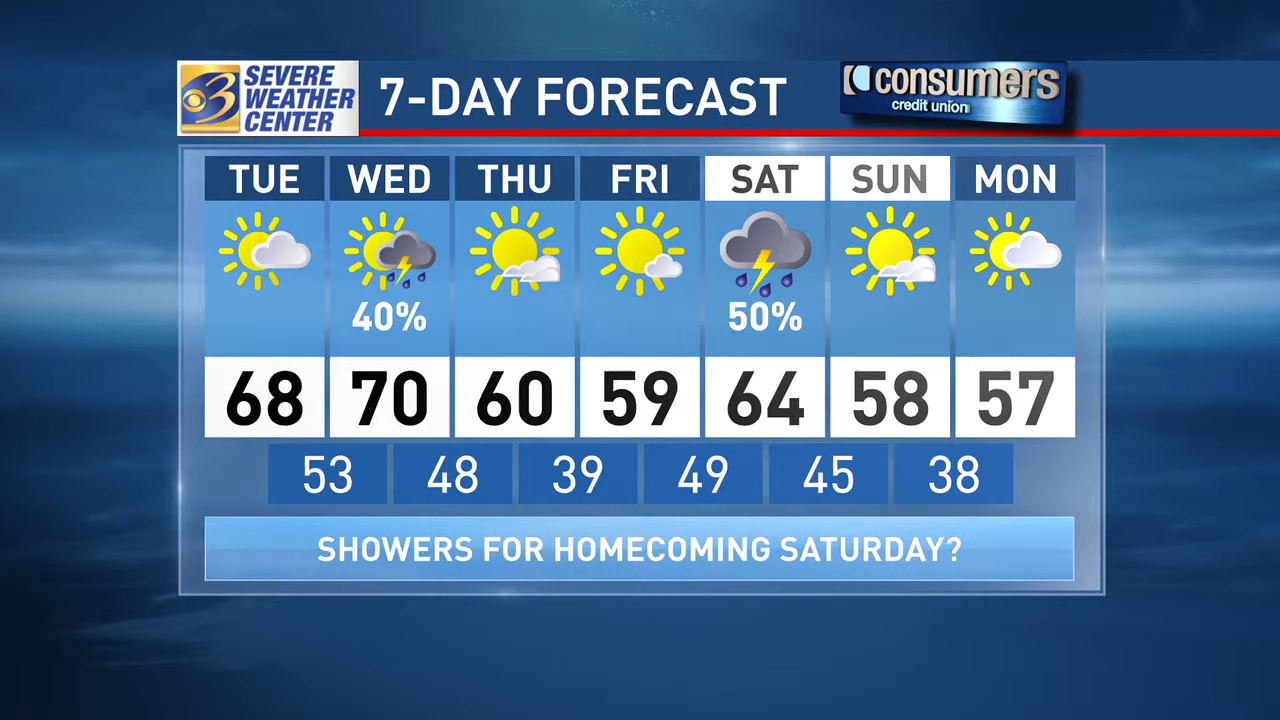 3
SEVERE
WEATHER
CENTER
7-DAY FORECAST
consumers
credit union
TUE WED THU FRI SAT SUN MON
40% 50%
68 70 60 59 64 58 57
53 48 39 49 45 38
SHOWERS FOR HOMECOMING SATURDAY?